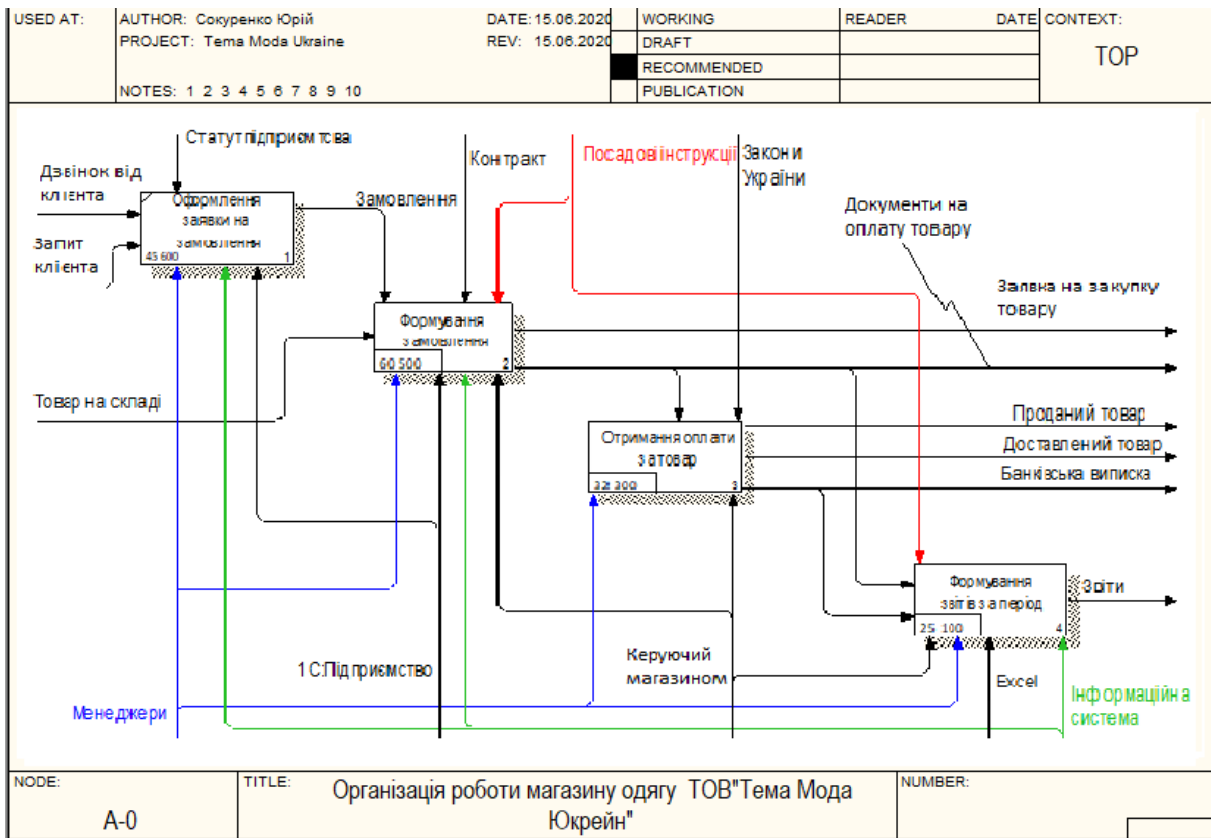 USED AT:
AUTHOR: Сокуренко Юрій
DATE: 15.06.2020
WORKING
READER
DATE
CONTEXT:
PROJECT: Tema Moda Ukraine
REV: 15.06.2020
DRAFT
TOP
RECOMMENDED
NOTES: 1 2 3 4 5 6 7 8 9 10
PUBLICATION
Статут підприємтсва
Контракт
Посадові інструкції
Закони
України
Дзвінок від
клієнта
Оформлення
заявки на
замовлення
45 600
1
Замовлення
Запит
клієнта
Документи на
оплату товару
Заявка на закупку
товару
Формування
замовлення
60 500
2
Товар на складі
Отримання оплати
за товар
32 300
3
Проданий товар
Доставлений товар
Банківська виписка
Формування
звітів за період
25 100
4
Звіти
1С:Підприємство
Керуючий
магазином
Excel
Менеджери
Інформаційна
система
NODE:
A-0
TITLE:
Організація роботи магазину одягу ТОВ"Тема Мода
Юкрейн"
NUMBER: